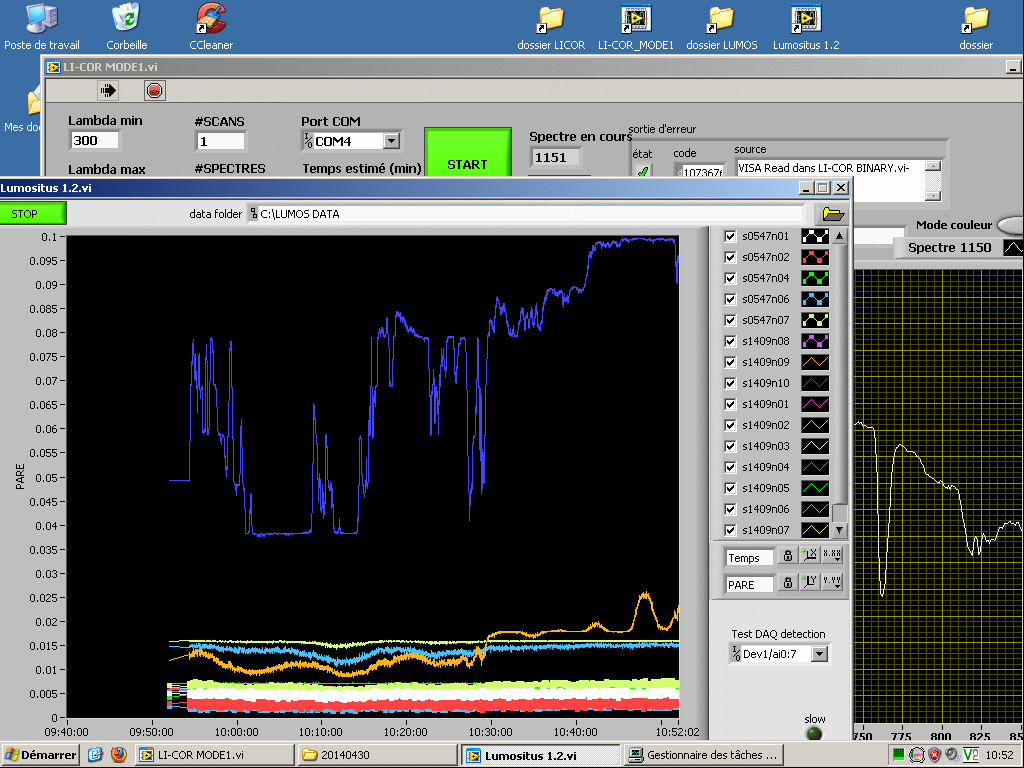 Poste de travail
Corbeille
CCleaner
dossier LICOR
LI-COR_MODE1
dossier LUMOS
Lumositus 1.2
dossier
Mes do
LI-COR MODE1.vi
Lambda min
300
#SCANS
1
Port COM
COM4
START
Spectre en cours
1151
sortie d'erreur
état
code
107367
source
VISA Read dans LI-COR BINARY.vi-
Lambda max
#SPECTRES
Temps estimé (min)
Mode couleur
Spectre 1150
Lumositus 1.2.vi
STOP
data folder
C:\LUMOS DATA
0.1
0.095
0.09
0.085
0.08
0.075
0.07
0.065
0.06
0.055
0.05
0.045
0.04
0.035
0.03
0.025
0.02
0.015
0.01
0.005
0
PARE
09:40:00
09:50:00
10:00:00
10:10:00
10:20:00
10:30:00
10:40:00
10:52:02
s0547n01
s0547n02
s0547n04
s0547n06
s0547n07
s1409n08
s1409n09
s1409n10
s1409n01
s1409n02
s1409n03
s1409n04
s1409n05
s1409n06
s1409n07
Temps
X.XX
PARE
Y.YY
Test DAQ detection
Dev1/ai0:7
slow
750
775
800
825
85
Démarrer
LI-COR MODE1.vi
20140430
Lumositus 1.2.vi
Gestionnaire des tâches ...
V2
10:52